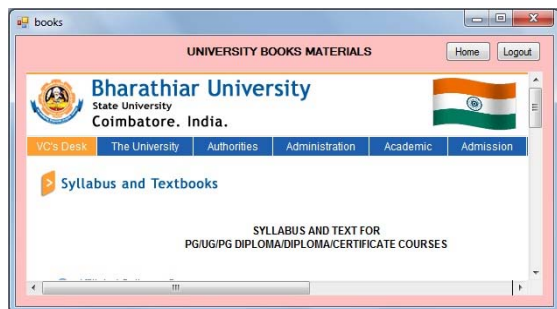 books
UNIVERSITY BOOKS MATERIALS
Home
Logout
Bharathiar University
State University
Coimbatore. India.
VC's Desk The University Authorities Administration Academic Admission
Syllabus and Textbooks
SYLLABUS AND TEXT FOR
PG/UG/PG DIPLOMA/DIPLOMA/CERTIFICATE COURSES